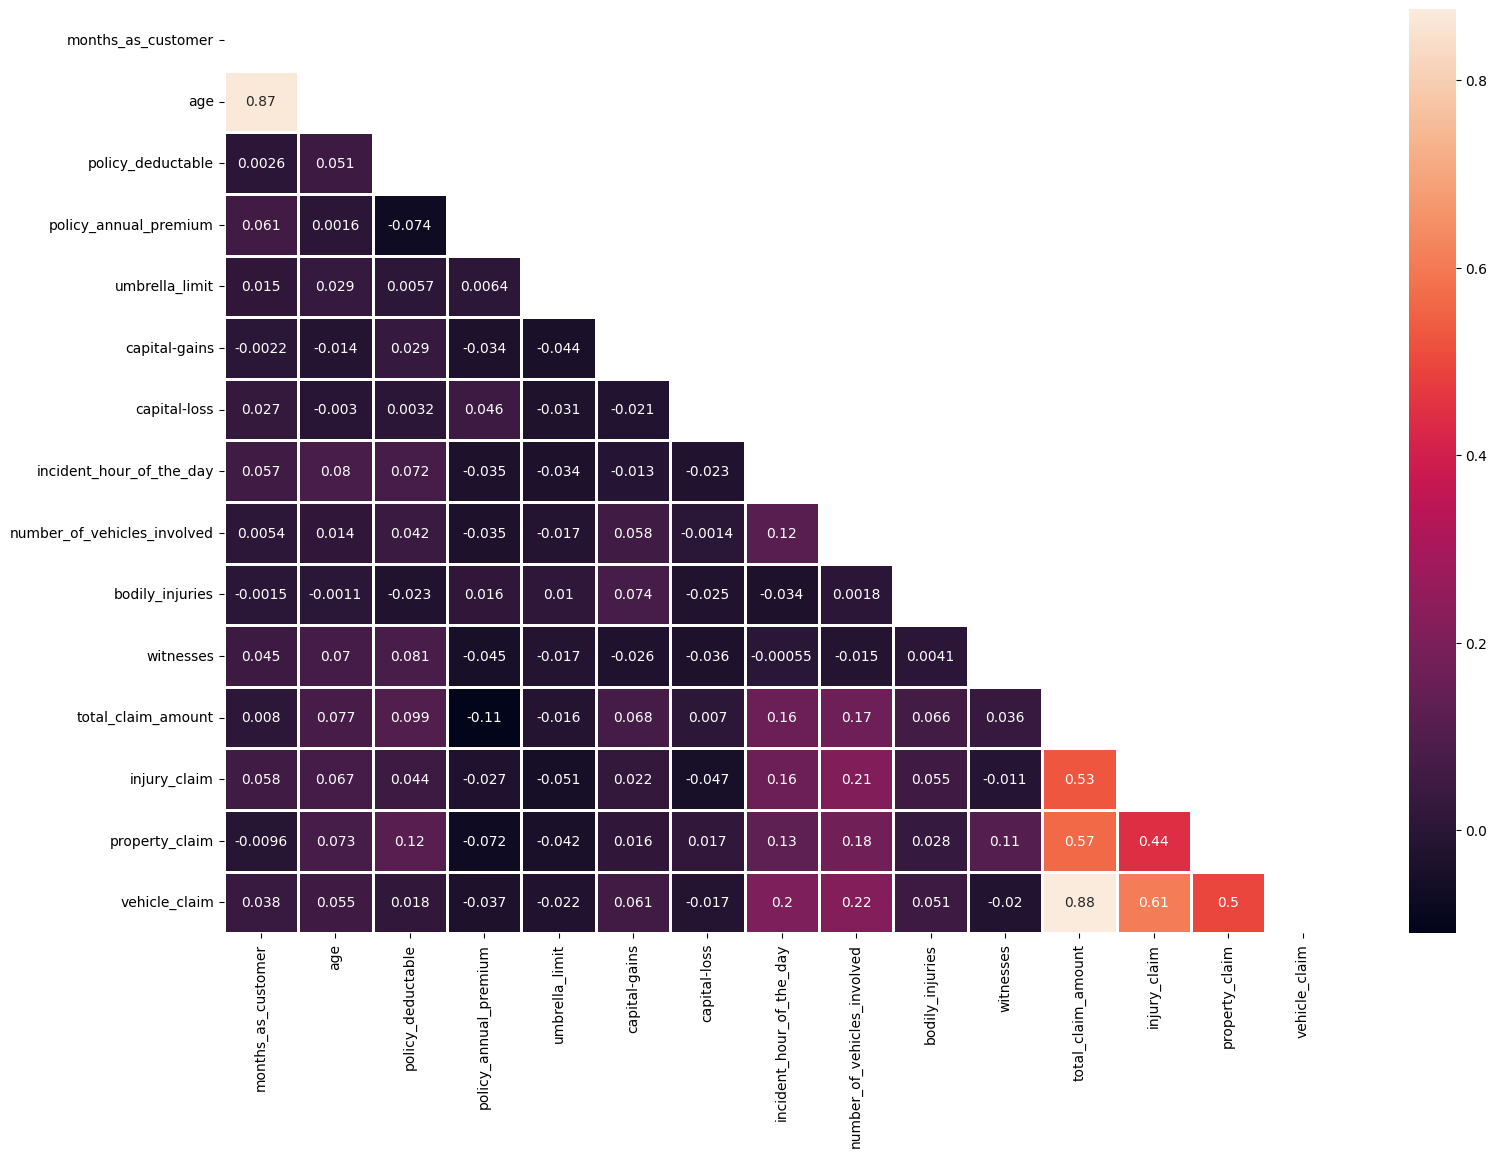 months_as_customer
age 0.87
policy_deductable 0.0026 0.051
policy_annual_premium 0.061 0.0016 -0.074
umbrella_limit 0.015 0.029 0.0057 0.0064
capital-gains -0.0022 -0.014 0.029 -0.034 -0.044
capital-loss 0.027 -0.003 0.0032 0.046 -0.031 -0.021
incident_hour_of_the_day 0.057 0.08 0.072 -0.035 -0.034 -0.013 -0.023
number_of_vehicles_involved 0.0054 0.014 0.042 -0.035 -0.017 0.058 -0.0014 0.12
bodily_injuries -0.0015 -0.0011 -0.023 0.016 0.01 0.074 -0.025 -0.034 0.0018
witnesses 0.045 0.07 0.081 -0.045 -0.017 -0.026 -0.036 -0.00055 -0.015 0.0041
total_claim_amount 0.008 0.077 0.099 -0.11 -0.016 0.068 0.007 0.16 0.17 0.066 0.036
injury_claim 0.058 0.067 0.044 -0.027 -0.051 0.022 -0.047 0.16 0.21 0.055 -0.011 0.53
property_claim -0.0096 0.073 0.12 -0.072 -0.042 0.016 0.017 0.13 0.18 0.028 0.11 0.57 0.44
vehicle_claim 0.038 0.055 0.018 -0.037 -0.022 0.061 -0.017 0.2 0.22 0.051 -0.02 0.88 0.61 0.5
months_as_customer
age
policy_deductable
policy_annual_premium
umbrella_limit
capital-gains
capital-loss
incident_hour_of_the_day
number_of_vehicles_involved
bodily_injuries
witnesses
total_claim_amount
injury_claim
property_claim
vehicle_claim
0.8
0.6
0.4
0.2
0.0